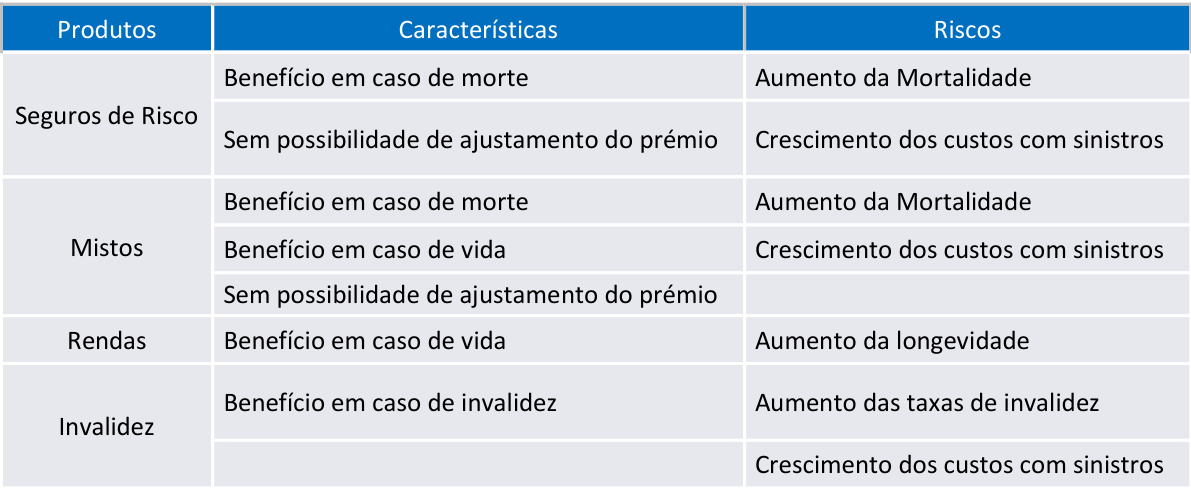 Produtos Características Riscos
Seguros de Risco
Benefício em caso de morte Aumento da Mortalidade
Sem possibilidade de ajustamento do prémio Crescimento dos custos com sinistros
Mistos
Benefício em caso de morte Aumento da Mortalidade
Benefício em caso de vida Crescimento dos custos com sinistros
Sem possibilidade de ajustamento do prémio
Rendas Benefício em caso de vida Aumento da longevidade
Invalidez
Benefício em caso de invalidez Aumento das taxas de invalidez
Crescimento dos custos com sinistros